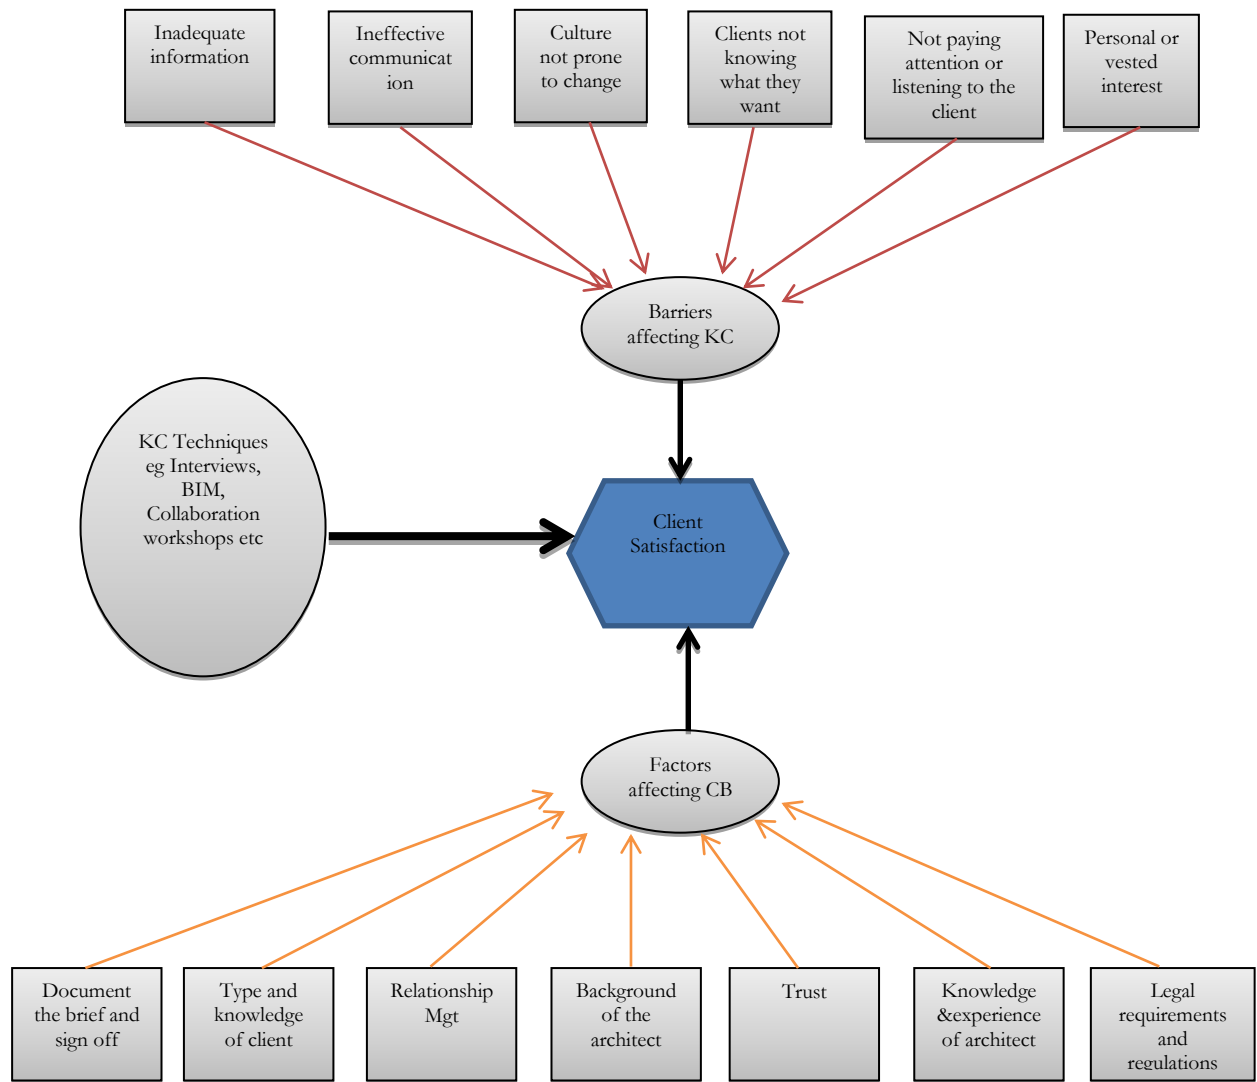 Inadequate
information
Ineffective
communicat
ion
Culture
not prone
to change
Clients not
knowing
what they
want
Not paying
attention or
listening to the
client
Personal or
vested
interest
Barriers
affecting KC
KC Techniques
eg Interviews,
BIM,
Collaboration
workshops etc
Client
Satisfaction
Factors
affecting CB
Document
the brief and
sign off
Type and
knowledge
of client
Relationship
Mgt
Background
of the
architect
Trust
Knowledge
&experience
of architect
Legal
requirements
and
regulations